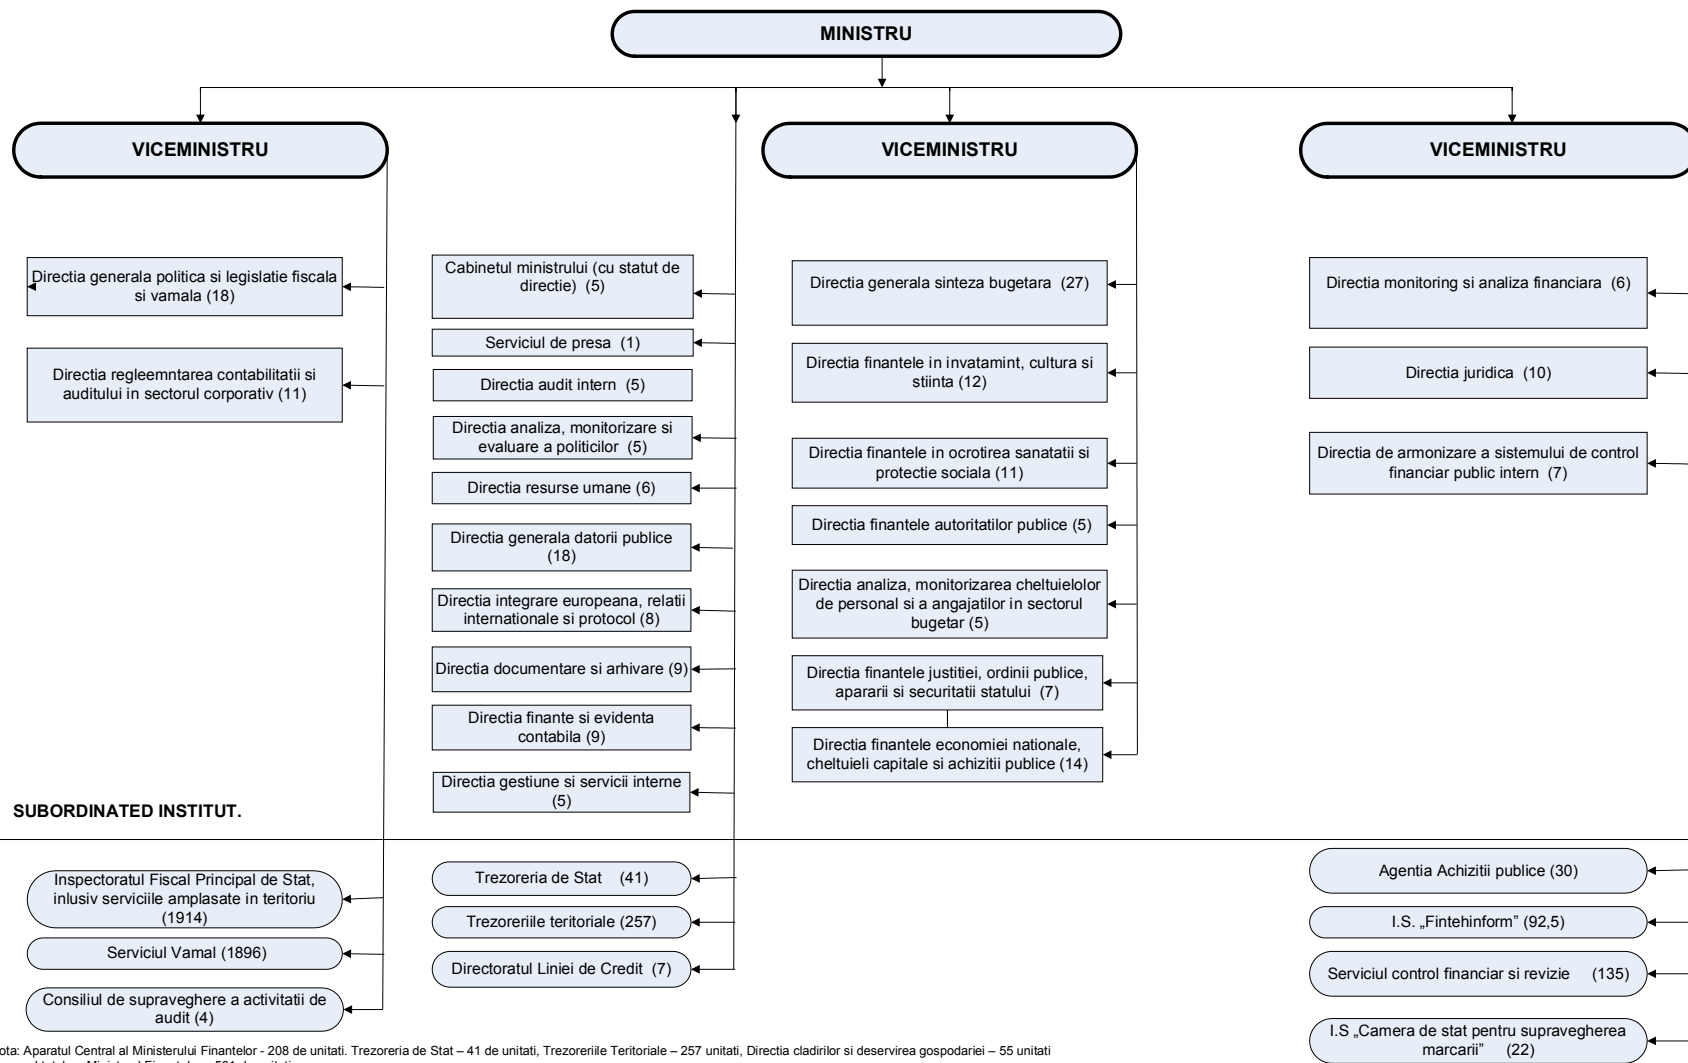 MINISTRU
VICEMINISTRU
VICEMINISTRU
VICEMINISTRU
Directia generala politica si legislatie fiscala
si vamala (18)
Directia regleemntarea contabilitatii si
auditului in sectorul corporativ (11)
Cabinetul ministrului (cu statut de
directie) (5)
Serviciul de presa (1)
Directia audit intern (5)
Directia analiza, monitorizare si
evaluare a politicilor (5)
Directia resurse umane (6)
Directia generala datorii publice
(18)
Directia integrare europeana, relatii
internationale si protocol (8)
Directia documentare si arhivare (9)
Directia finante si evidenta
contabila (9)
Directia gestiune si servicii interne
(5)
Directia generala sinteza bugetara (27)
Directia finantele in invatamint, cultura si
stiinta (12)
Directia finantele in ocrotirea sanatatii si
protectie sociala (11)
Directia finantele autoritatilor publice (5)
Directia analiza, monitorizarea cheltuielolor
de personal si a angajatilor in sectorul
bugetar (5)
Directia finantele justitiei, ordinii publice,
apararii si securitatii statului (7)
Directia finantele economiei nationale,
cheltuieli capitale si achizitii publice (14)
Directia monitoring si analiza financiara (6)
Directia juridica (10)
Directia de armonizare a sistemului de control
financiar public intern (7)
SUBORDINATED INSTITUT.
Inspectoratul Fiscal Principal de Stat,
inlusiv serviciile amplasate in teritoriu
(1914)
Serviciul Vamal (1896)
Consiliul de supraveghere a activitatii de
audit (4)
Trezoreria de Stat (41)
Trezoreriile teritoriale (257)
Directoratul Liniei de Credit (7)
Agentia Achizitii publice (30)
I.S. „Fintehinform” (92,5)
Serviciul control financiar si revizie (135)
I.S „Camera de stat pentru supravegherea
marcarii” (22)
ota: Aparatul Central al Ministerului Finantelor - 208 de unitati. Trezoreria de Stat – 41 de unitati, Trezoreriile Teritoriale – 257 unitati, Directia cladirilor si deservirea gospodariei – 55 unitati